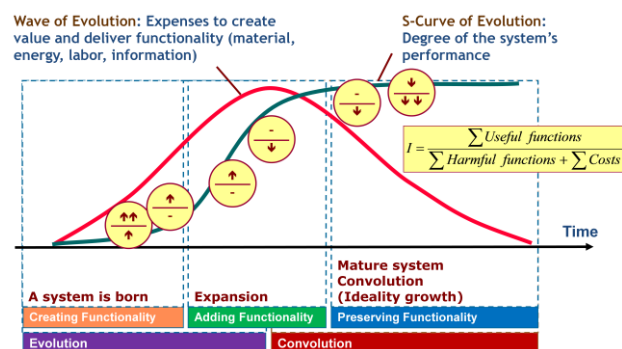 Wave of Evolution: Expenses to create
value and deliver functionality (material,
energy, labor, information)
S-Curve of Evolution:
Degree of the system's
performance
↑↑
↑
↑
-
↑
-
-
↓
-
↓
↓
↓↓
I = ∑Useful functions / ∑Harmful functions + ∑Costs
Time
A system is born
Expansion
Mature system
Convolution
(Ideality growth)
Creating Functionality
Adding Functionality
Preserving Functionality
Evolution
Convolution